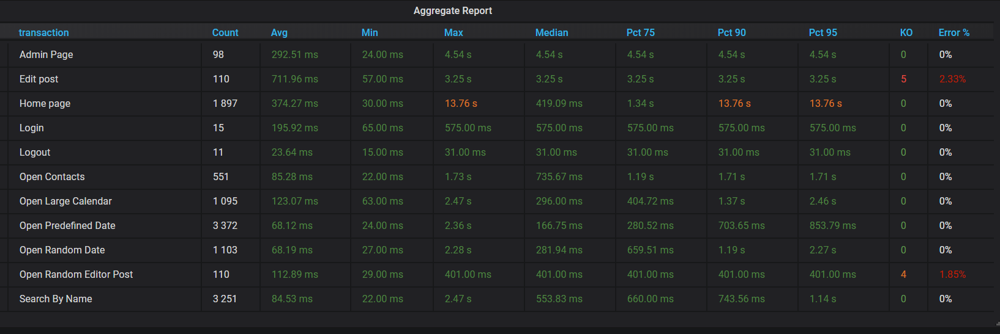 Aggregate Report
transaction Count Avg Min Max Median Pct 75 Pct 90 Pct 95 KO Error %
Admin Page 98 292.51 ms 24.00 ms 4.54 s 4.54 s 4.54 s 4.54 s 4.54 s 0 0%
Edit post 110 711.96 ms 57.00 ms 3.25 s 3.25 s 3.25 s 3.25 s 3.25 s 5 2.33%
Home page 1 897 374.27 ms 30.00 ms 13.76 s 419.09 ms 1.34 s 13.76 s 13.76 s 0 0%
Login 15 195.92 ms 65.00 ms 575.00 ms 575.00 ms 575.00 ms 575.00 ms 575.00 ms 0 0%
Logout 11 23.64 ms 15.00 ms 31.00 ms 31.00 ms 31.00 ms 31.00 ms 31.00 ms 0 0%
Open Contacts 551 85.28 ms 22.00 ms 1.73 s 735.67 ms 1.19 s 1.71 s 1.71 s 0 0%
Open Large Calendar 1 095 123.07 ms 63.00 ms 2.47 s 296.00 ms 404.72 ms 1.37 s 2.46 s 0 0%
Open Predefined Date 3 372 68.12 ms 24.00 ms 2.36 s 166.75 ms 280.52 ms 703.65 ms 853.79 ms 0 0%
Open Random Date 1 103 68.19 ms 27.00 ms 2.28 s 281.94 ms 659.51 ms 1.19 s 2.27 s 0 0%
Open Random Editor Post 110 112.89 ms 29.00 ms 401.00 ms 401.00 ms 401.00 ms 401.00 ms 401.00 ms 4 1.85%
Search By Name 3 251 84.53 ms 22.00 ms 2.47 s 553.83 ms 660.00 ms 743.56 ms 1.14 s 0 0%